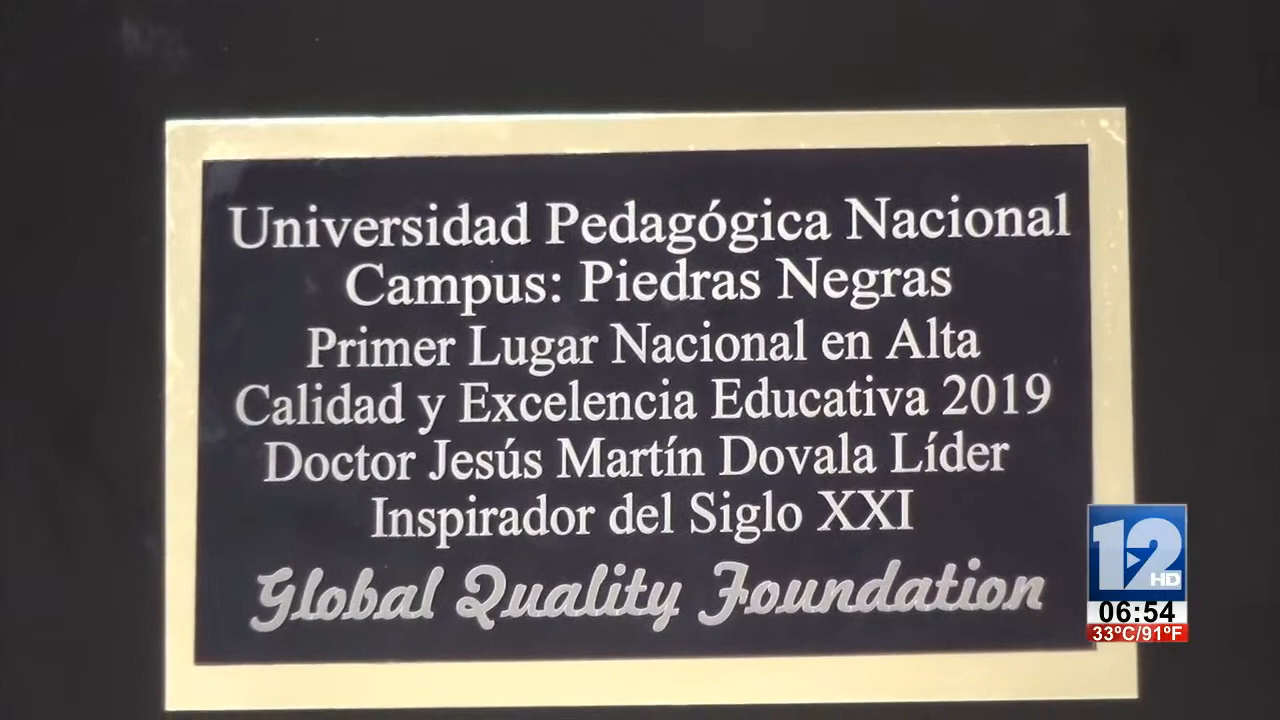 Universidad Pedagógica Nacional
Campus: Piedras Negras
Primer Lugar Nacional en Alta
Calidad y Excelencia Educativa 2019
Doctor Jesús Martín Dovala Líder
Inspirador del Siglo XXI
Global Quality Foundation
12
HD
06:54
33ºC/91ºF